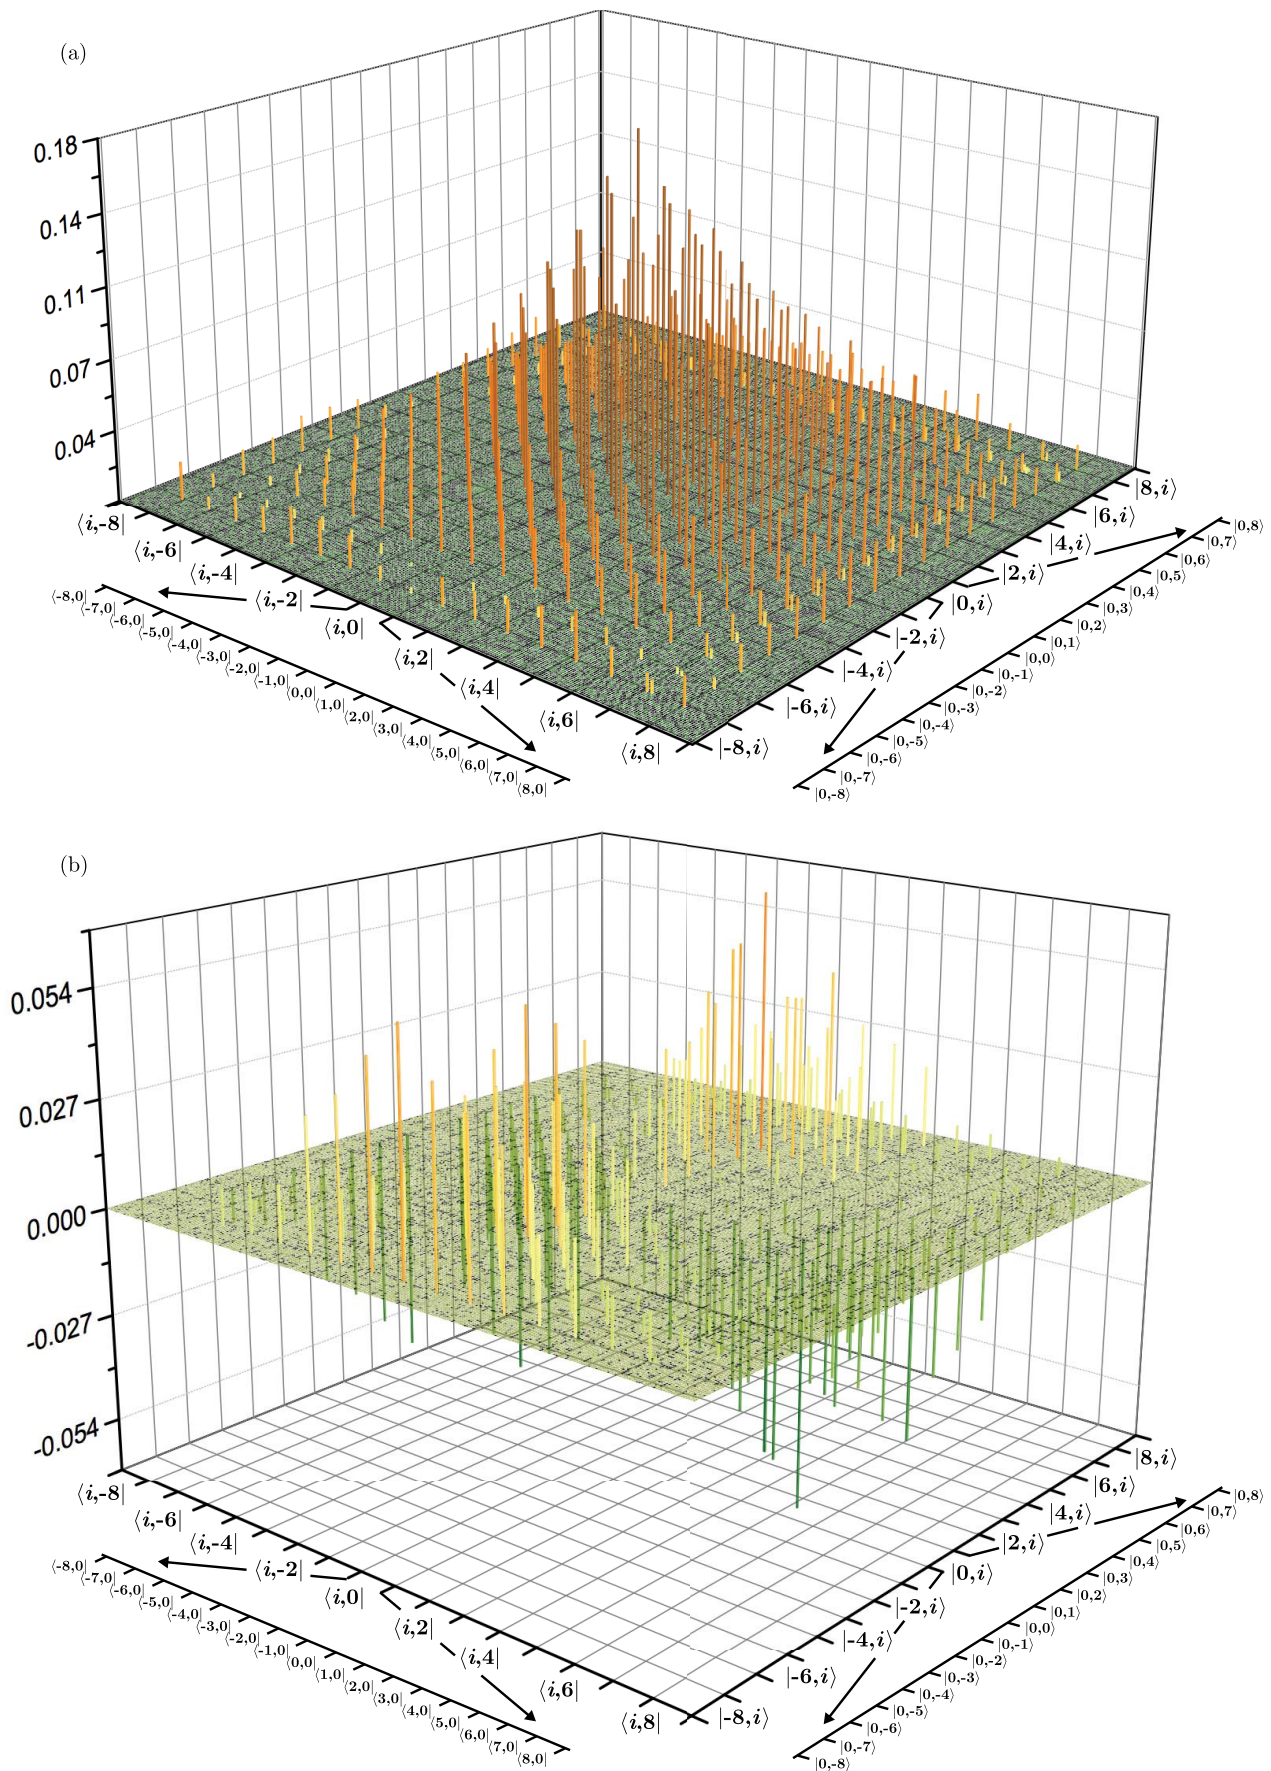 (a)
0.18
0.14
0.11
0.07
0.04
⟨i,-8|
⟨i,-6|
⟨i,-4|
⟨i,-2|
⟨i,0|
⟨i,2|
⟨i,4|
⟨i,6|
⟨i,8|
|-8,i⟩
|-6,i⟩
|-4,i⟩
|-2,i⟩
|0,i⟩
|2,i⟩
|4,i⟩
|6,i⟩
|8,i⟩
⟨-8,0|
⟨-7,0|
⟨-6,0|
⟨-5,0|
⟨-4,0|
⟨-3,0|
⟨-2,0|
⟨-1,0|
⟨0,0|
⟨1,0|
⟨2,0|
⟨3,0|
⟨4,0|
⟨5,0|
⟨6,0|
⟨7,0|
⟨8,0|
|0,8⟩
|0,7⟩
|0,6⟩
|0,5⟩
|0,4⟩
|0,3⟩
|0,2⟩
|0,1⟩
|0,0⟩
|0,-1⟩
|0,-2⟩
|0,-3⟩
|0,-4⟩
|0,-5⟩
|0,-6⟩
|0,-7⟩
|0,-8⟩
(b)
0.054
0.027
0.000
-0.027
-0.054
⟨i,-8|
⟨i,-6|
⟨i,-4|
⟨i,-2|
⟨i,0|
⟨i,2|
⟨i,4|
⟨i,6|
⟨i,8|
|-8,i⟩
|-6,i⟩
|-4,i⟩
|-2,i⟩
|0,i⟩
|2,i⟩
|4,i⟩
|6,i⟩
|8,i⟩
⟨-8,0|
⟨-7,0|
⟨-6,0|
⟨-5,0|
⟨-4,0|
⟨-3,0|
⟨-2,0|
⟨-1,0|
⟨0,0|
⟨1,0|
⟨2,0|
⟨3,0|
⟨4,0|
⟨5,0|
⟨6,0|
⟨7,0|
⟨8,0|
|0,8⟩
|0,7⟩
|0,6⟩
|0,5⟩
|0,4⟩
|0,3⟩
|0,2⟩
|0,1⟩
|0,0⟩
|0,-1⟩
|0,-2⟩
|0,-3⟩
|0,-4⟩
|0,-5⟩
|0,-6⟩
|0,-7⟩
|0,-8⟩